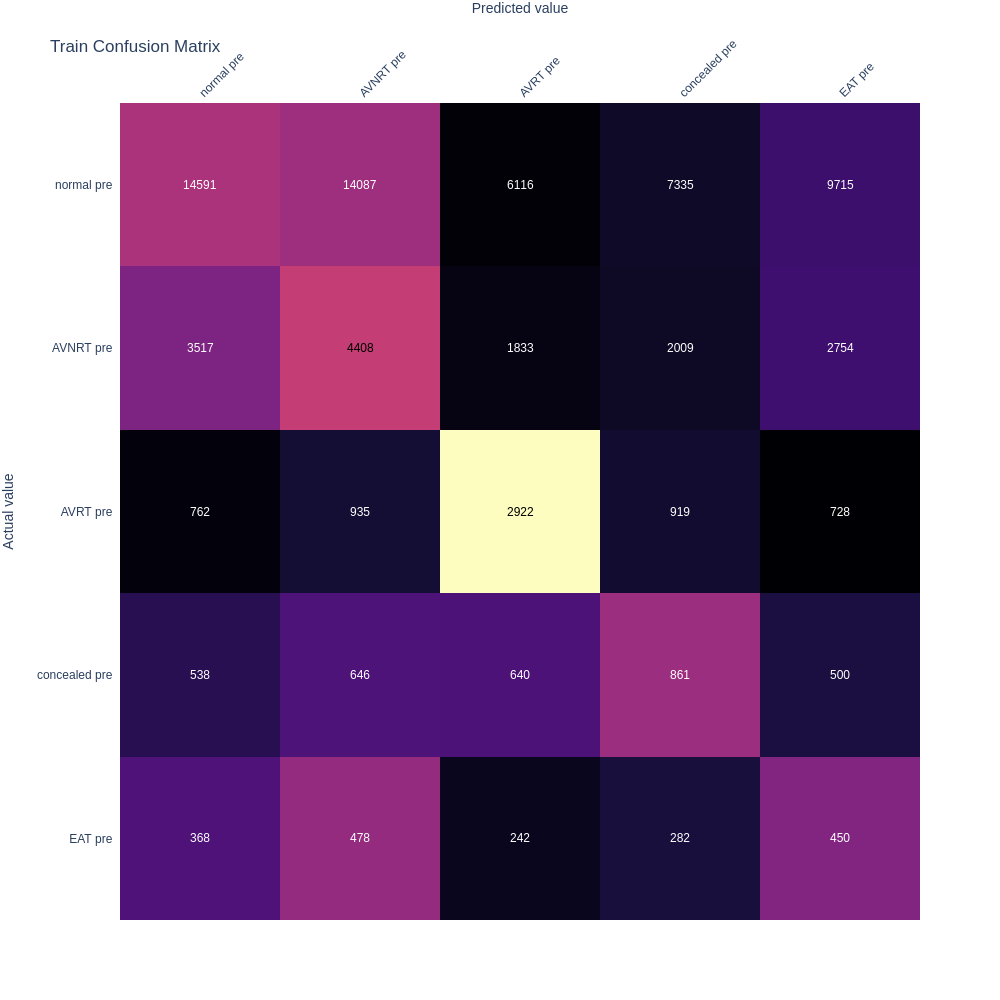 Predicted value
Train Confusion Matrix
normal pre AVNRT pre AVRT pre concealed pre EAT pre
normal pre 14591 14087 6116 7335 9715
AVNRT pre 3517 4408 1833 2009 2754
Actual value
AVRT pre 762 935 2922 919 728
concealed pre 538 646 640 861 500
EAT pre 368 478 242 282 450